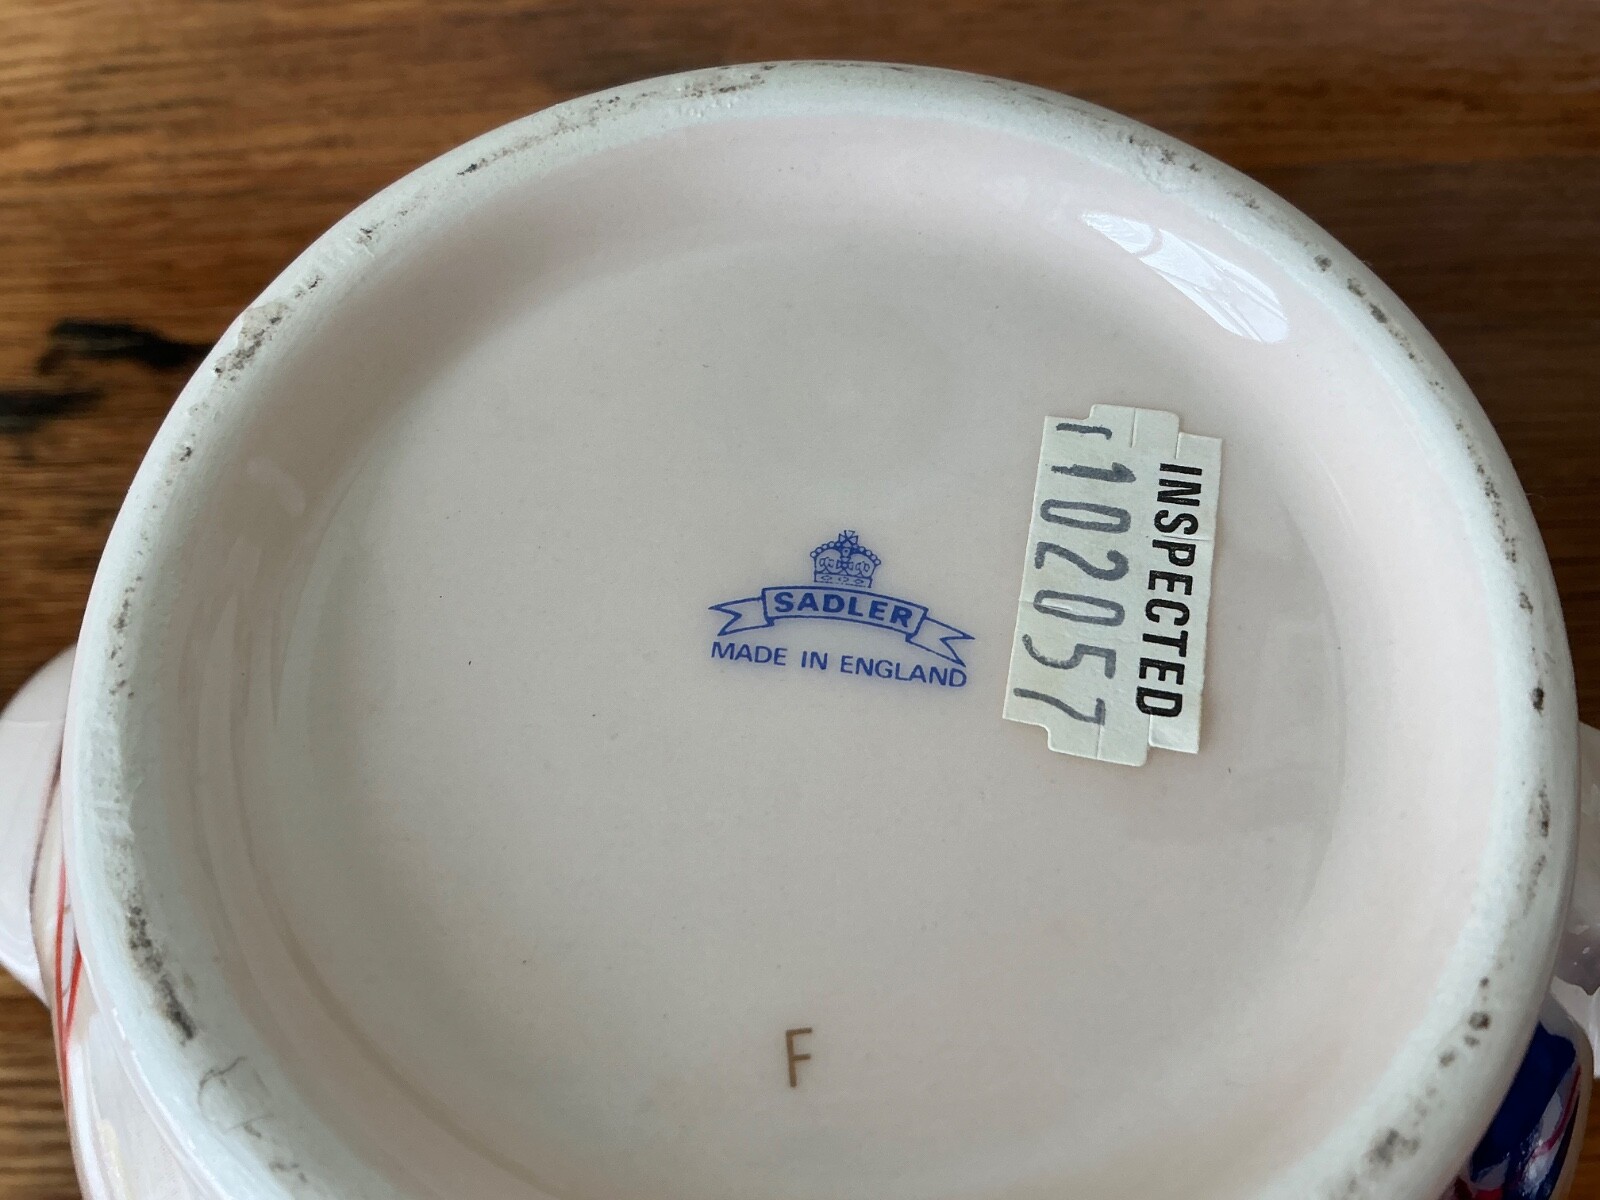 SADLER
MADE IN ENGLAND
INSPECTED
102057
F